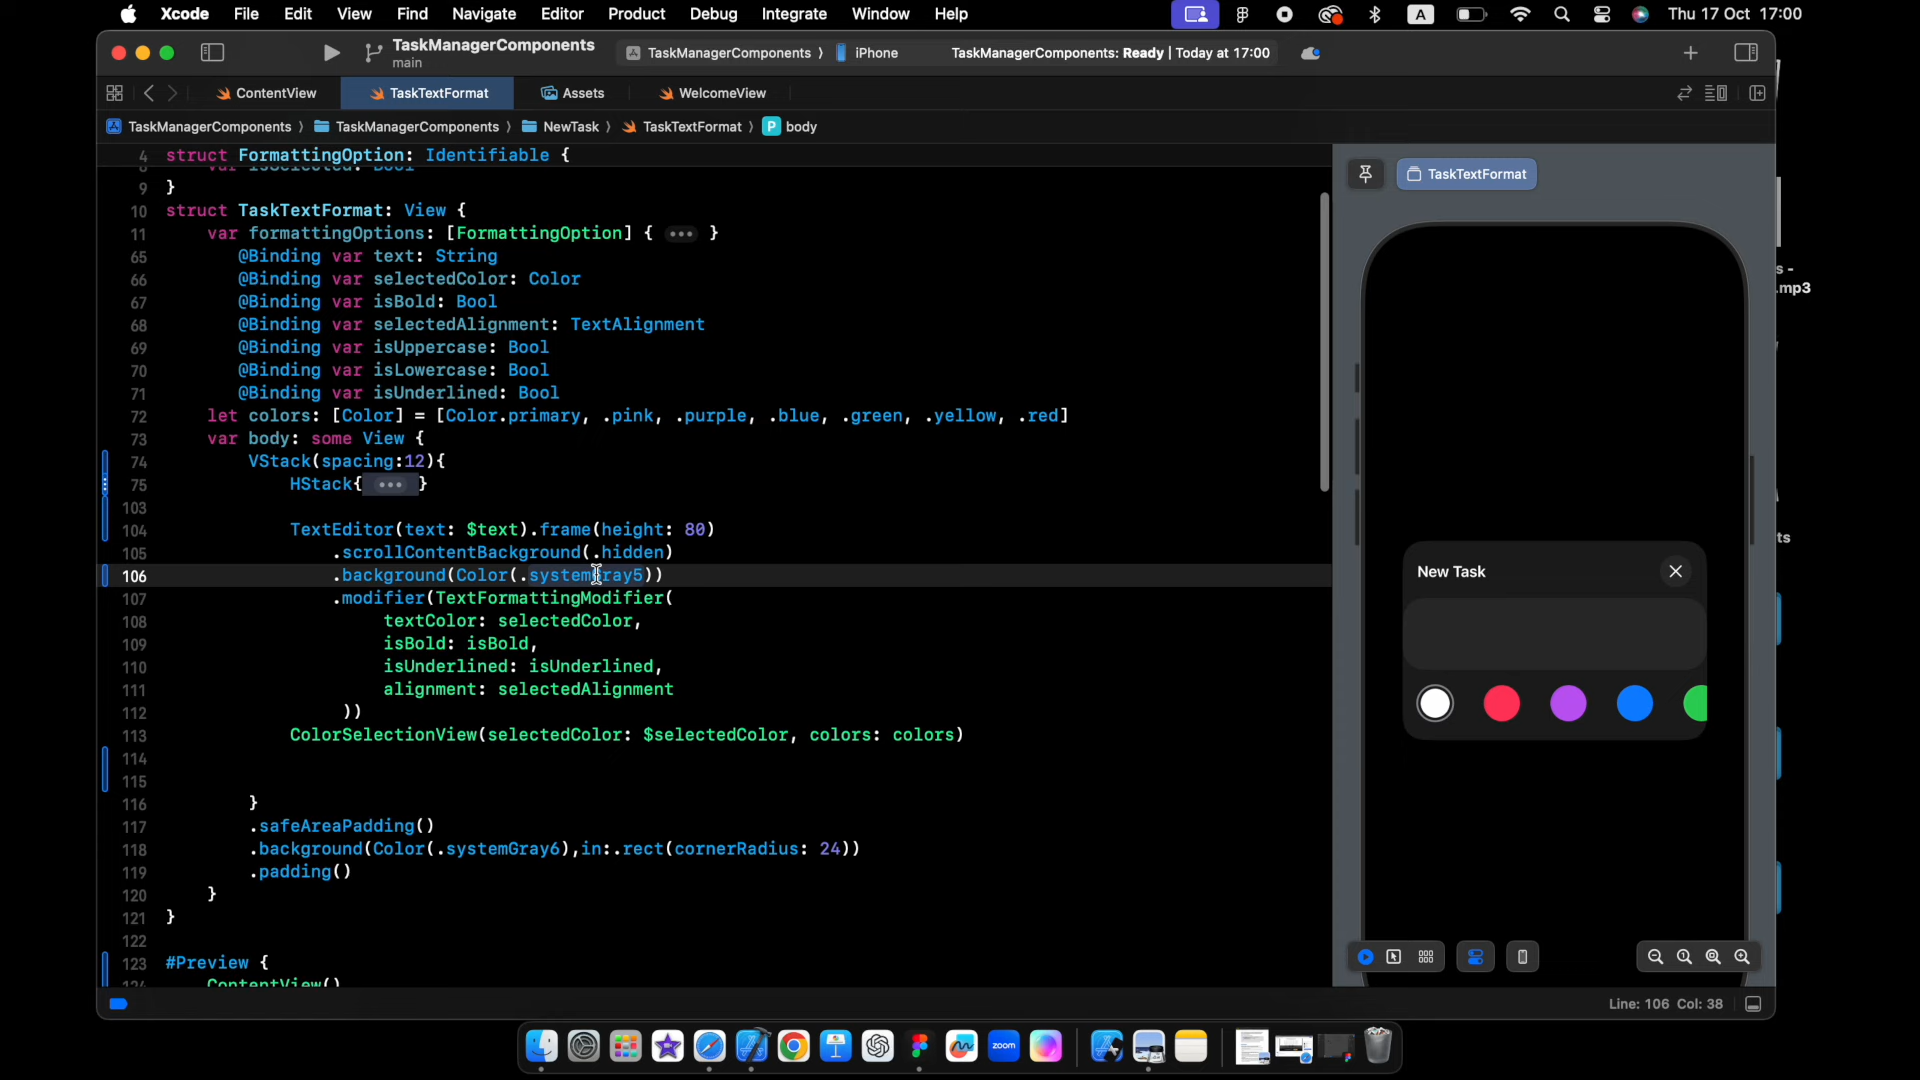 Xcode File Edit View Find Navigate Editor Product Debug Integrate Window Help A Thu 17 Oct 17:00
TaskManagerComponents
main
TaskManagerComponents 〉 iPhone TaskManagerComponents: Ready | Today at 17:00
ContentView TaskTextFormat Assets WelcomeView
TaskManagerComponents 〉 TaskManagerComponents 〉 NewTask 〉 TaskTextFormat 〉 P body
4 struct FormattingOption: Identifiable {
8 var isSelected: Bool
9 }
10 struct TaskTextFormat: View {
11 var formattingOptions: [FormattingOption] { ••• }
65 @Binding var text: String
66 @Binding var selectedColor: Color
67 @Binding var isBold: Bool
68 @Binding var selectedAlignment: TextAlignment
69 @Binding var isUppercase: Bool
70 @Binding var isLowercase: Bool
71 @Binding var isUnderlined: Bool
72 let colors: [Color] = [Color.primary, .pink, .purple, .blue, .green, .yellow, .red]
73 var body: some View {
74 VStack(spacing:12){
75 HStack{ ••• }
103
104 TextEditor(text: $text).frame(height: 80)
105 .scrollContentBackground(.hidden)
106 .background(Color(.systemGray5))
107 .modifier(TextFormattingModifier(
108 textColor: selectedColor,
109 isBold: isBold,
110 isUnderlined: isUnderlined,
111 alignment: selectedAlignment
112 ))
113 ColorSelectionView(selectedColor: $selectedColor, colors: colors)
114
115
116 }
117 .safeAreaPadding()
118 .background(Color(.systemGray6),in:.rect(cornerRadius: 24))
119 .padding()
120 }
121 }
122
123 #Preview {
124 ContentView()
TaskTextFormat
New Task
Line: 106 Col: 38
s -
.mp3
ts
zoom